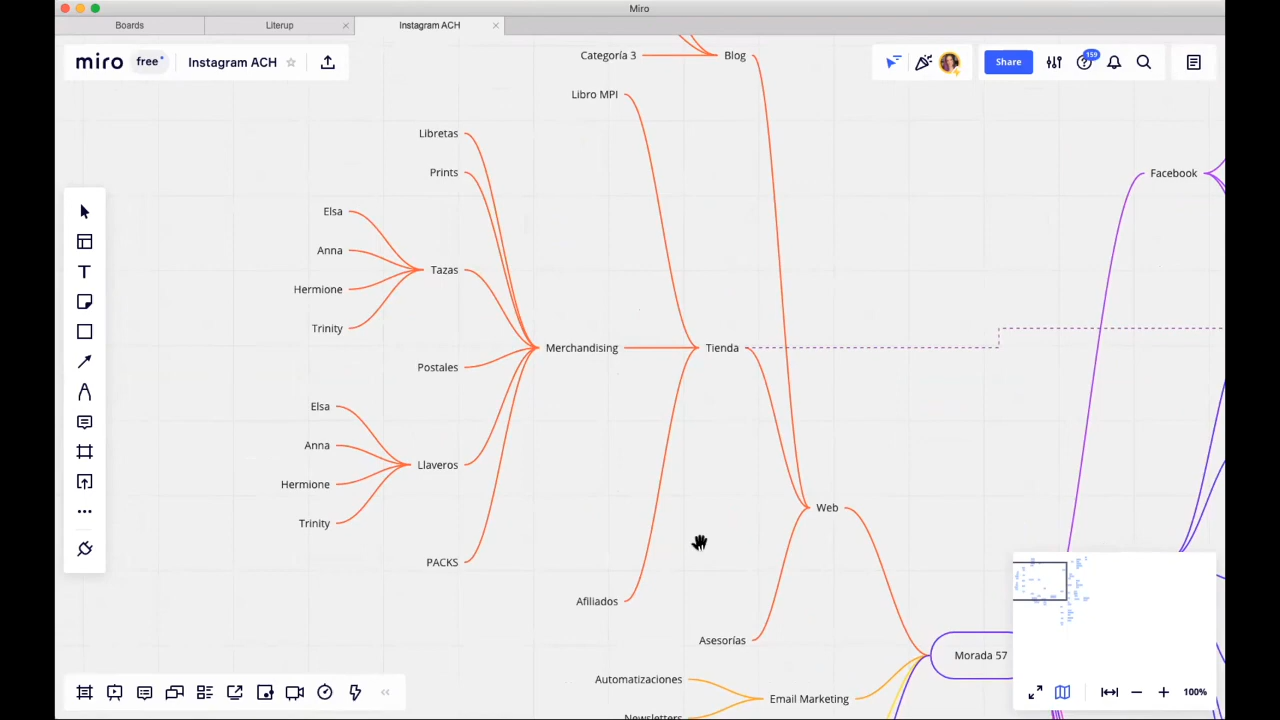 Miro
Boards
Literup
Instagram ACH
miro
free
Instagram ACH
Share
159
Categoría 3
Blog
Libro MPI
Libretas
Prints
Facebook
Elsa
Anna
Tazas
Hermione
Trinity
Merchandising
Tienda
Postales
Elsa
Anna
Llaveros
Hermione
Trinity
Web
PACKS
Afiliados
Asesorías
Morada 57
Automatizaciones
Email Marketing
Newsletters
100%